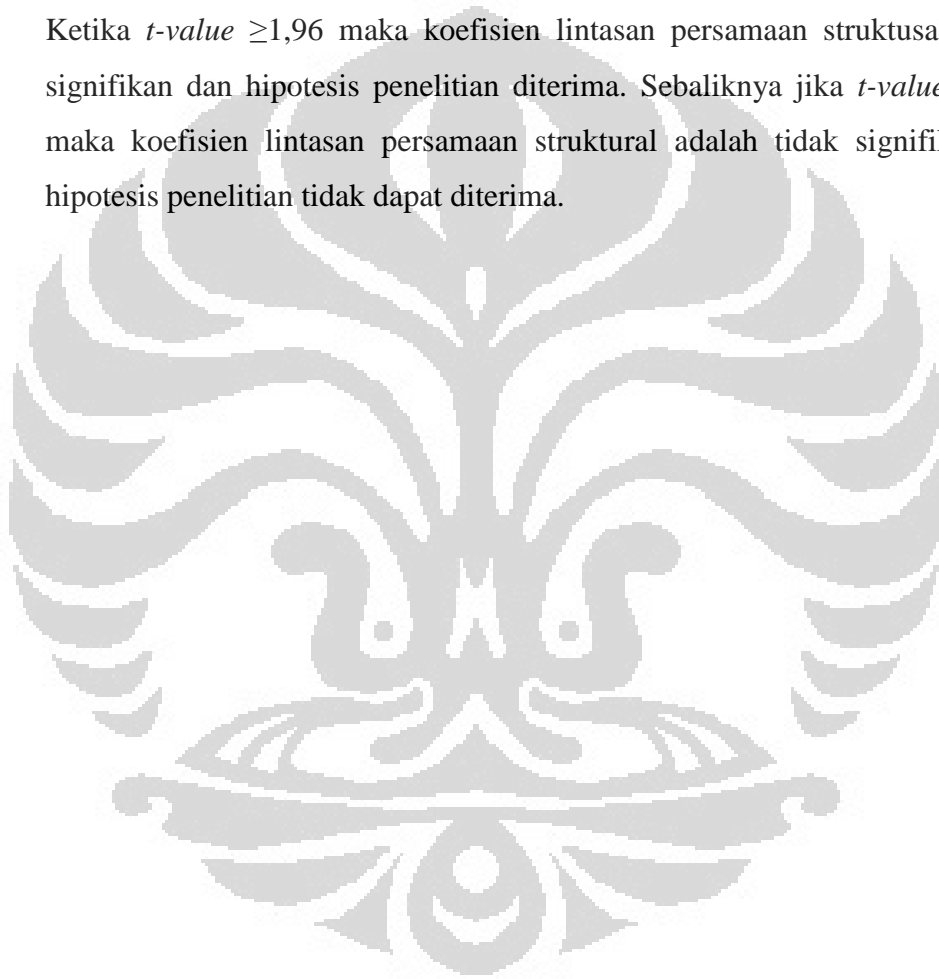 Ketika t-value ≥1,96 maka koefisien lintasan persamaan struktusa
signifikan dan hipotesis penelitian diterima. Sebaliknya jika t-value
maka koefisien lintasan persamaan struktural adalah tidak signifi
hipotesis penelitian tidak dapat diterima.